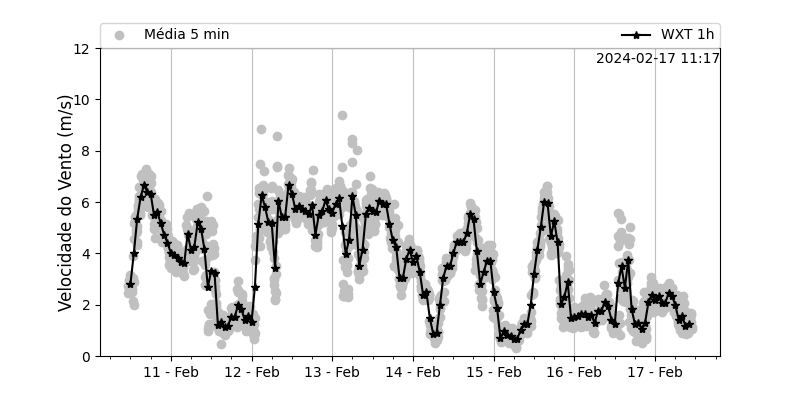 Média 5 min
WXT 1h
2024-02-17 11:17
Velocidade do Vento (m/s)
12
10
8
6
4
2
0
11 - Feb
12 - Feb
13 - Feb
14 - Feb
15 - Feb
16 - Feb
17 - Feb